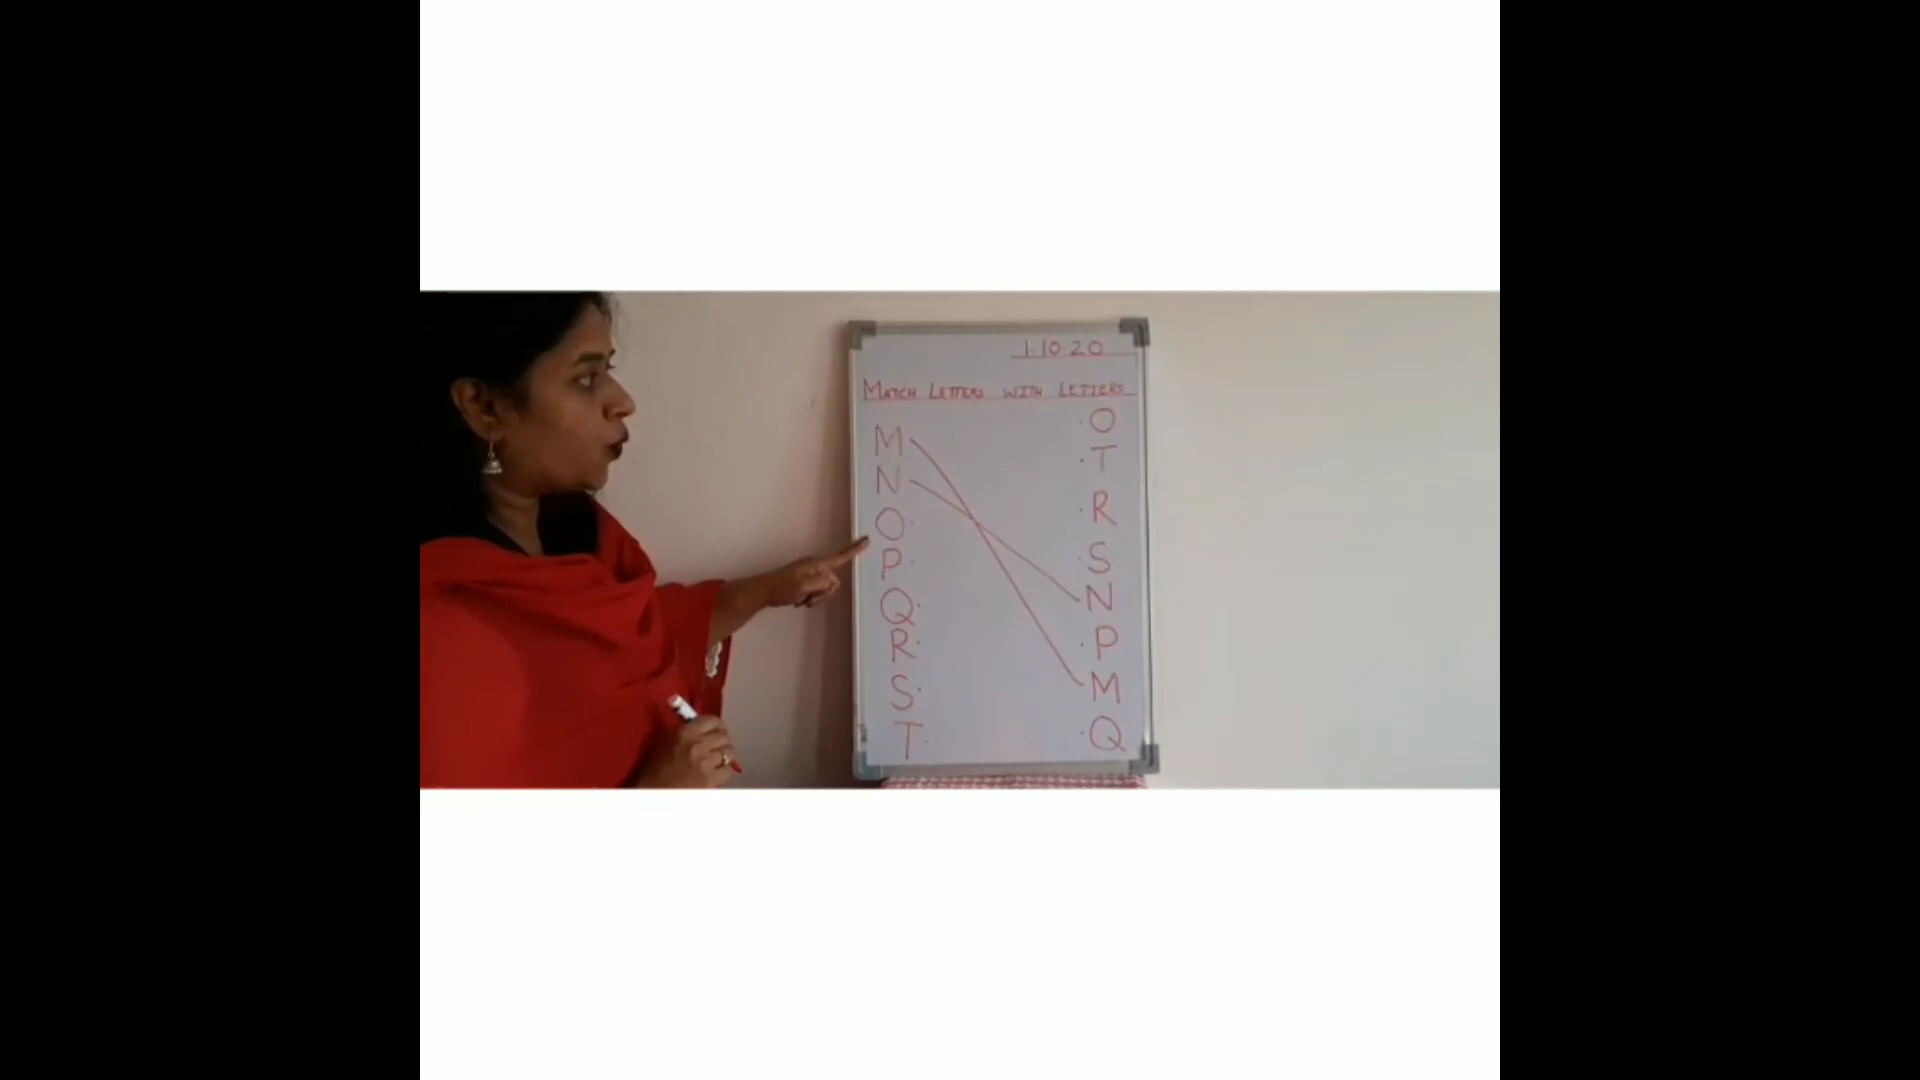 1.10.20
MATCH LETTERS WITH LETTERS
M O
N T
O R
P S
Q N
R P
S M
T Q